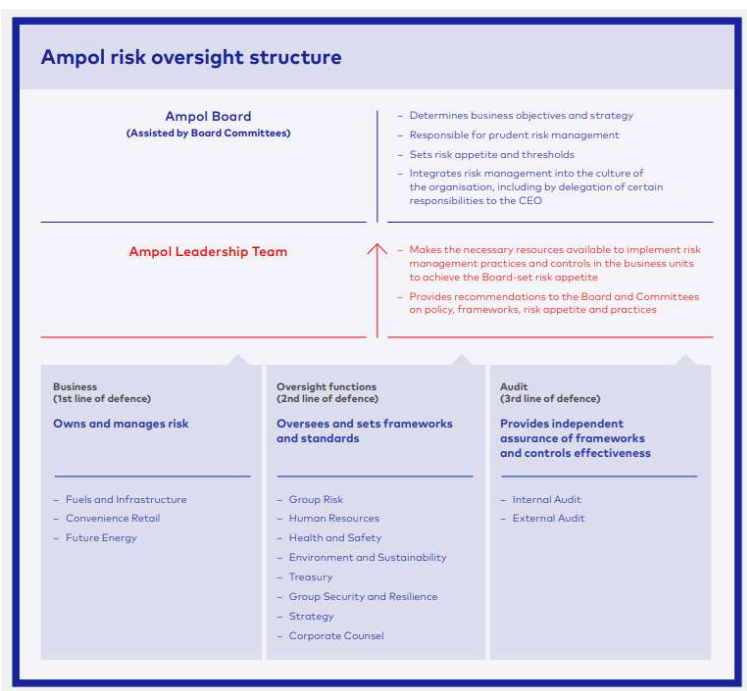 Ampol risk oversight structure
Ampol Board
(Assisted by Board Committees)
– Determines business objectives and strategy
– Responsible for prudent risk management
– Sets risk appetite and thresholds
– Integrates risk management into the culture of
the organisation, including by delegation of certain
responsibilities to the CEO
Ampol Leadership Team
– Makes the necessary resources available to implement risk
management practices and controls in the business units
to achieve the Board-set risk appetite
– Provides recommendations to the Board and Committees
on policy, frameworks, risk appetite and practices
Business
(1st line of defence)
Owns and manages risk
– Fuels and Infrastructure
– Convenience Retail
– Future Energy
Oversight functions
(2nd line of defence)
Oversees and sets frameworks
and standards
– Group Risk
– Human Resources
– Health and Safety
– Environment and Sustainability
– Treasury
– Group Security and Resilience
– Strategy
– Corporate Counsel
Audit
(3rd line of defence)
Provides independent
assurance of frameworks
and controls effectiveness
– Internal Audit
– External Audit